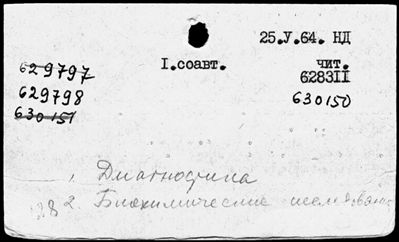 25.У.64. НД
I.соавт. чит.
629797 628311
629798 630150
630151
1. Диагностика
2. Биохимические исследования